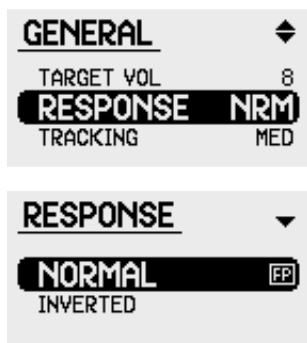 GENERAL
TARGET VOL 8
RESPONSE NRM
TRACKING MED
RESPONSE
NORMAL FP
INVERTED